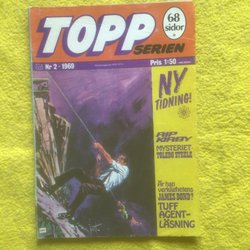 TOPP
SERIEN
68
sidor
Nr 2 - 1969
Pris 1:50
NY
TIDNING!
RIP
KIRBY
MYSTERIET
TOLEDO STEELE
Är han
verklighetens
JAMES BOND?
TUFF
AGENT-
LÄSNING